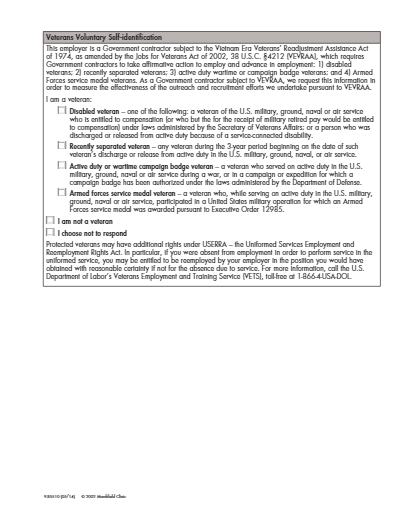 Veterans Voluntary Self-identification
This employer is a Government contractor subject to the Vietnam Era Veterans' Readjustment Assistance Act
of 1974, as amended by the Jobs for Veterans Act of 2002, 38 U.S.C. §4212 (VEVRAA), which requires
Government contractors to take affirmative action to employ and advance in employment: 1) disabled
veterans; 2) recently separated veterans; 3) active duty wartime or campaign badge veterans; and 4) Armed
Forces service medal veterans. As a Government contractor subject to VEVRAA, we request this information in
order to measure the effectiveness of the outreach and recruitment efforts we undertake pursuant to VEVRAA.
I am a veteran:
Disabled veteran – one of the following: a veteran of the U.S. military, ground, naval or air service
who is entitled to compensation (or who but the for the receipt of military retired pay would be entitled
to compensation) under laws administered by the Secretary of Veterans Affairs: or a person who was
discharged or released from active duty because of a service-connected disability.
Recently separated veteran – any veteran during the 3-year period beginning on the date of such
veteran's discharge or release from active duty in the U.S. military, ground, naval, or air service.
Active duty or wartime campaign badge veteran – a veteran who served on active duty in the U.S.
military, ground, naval or air service during a war, or in a campaign or expedition for which a
campaign badge has been authorized under the laws administered by the Department of Defense.
Armed forces service medal veteran – a veteran who, while serving on active duty in the U.S. military,
ground, naval or air service, participated in a United States military operation for which an Armed
Forces service medal was awarded pursuant to Executive Order 12985.
I am not a veteran
I choose not to respond
Protected veterans may have additional rights under USERRA – the Uniformed Services Employment and
Reemployment Rights Act. In particular, if you were absent from employment in order to perform service in the
uniformed service, you may be entitled to be reemployed by your employer in the position you would have
obtained with reasonable certainty if not for the absence due to service. For more information, call the U.S.
Department of Labor's Veterans Employment and Training Service (VETS), toll-free at 1-866-4-USA-DOL.
© 2002 Marshfield Clinic